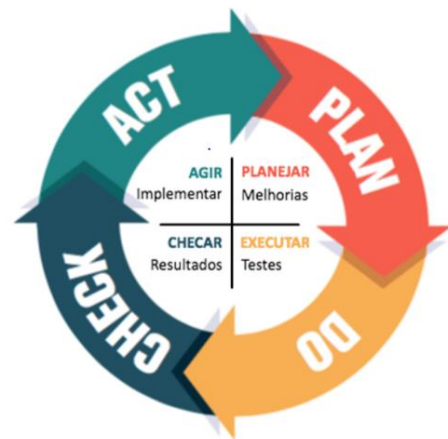 ACT
PLAN
AGIR
Implementar
PLANEJAR
Melhorias
CHECAR
Resultados
EXECUTAR
Testes
CHECK
DO